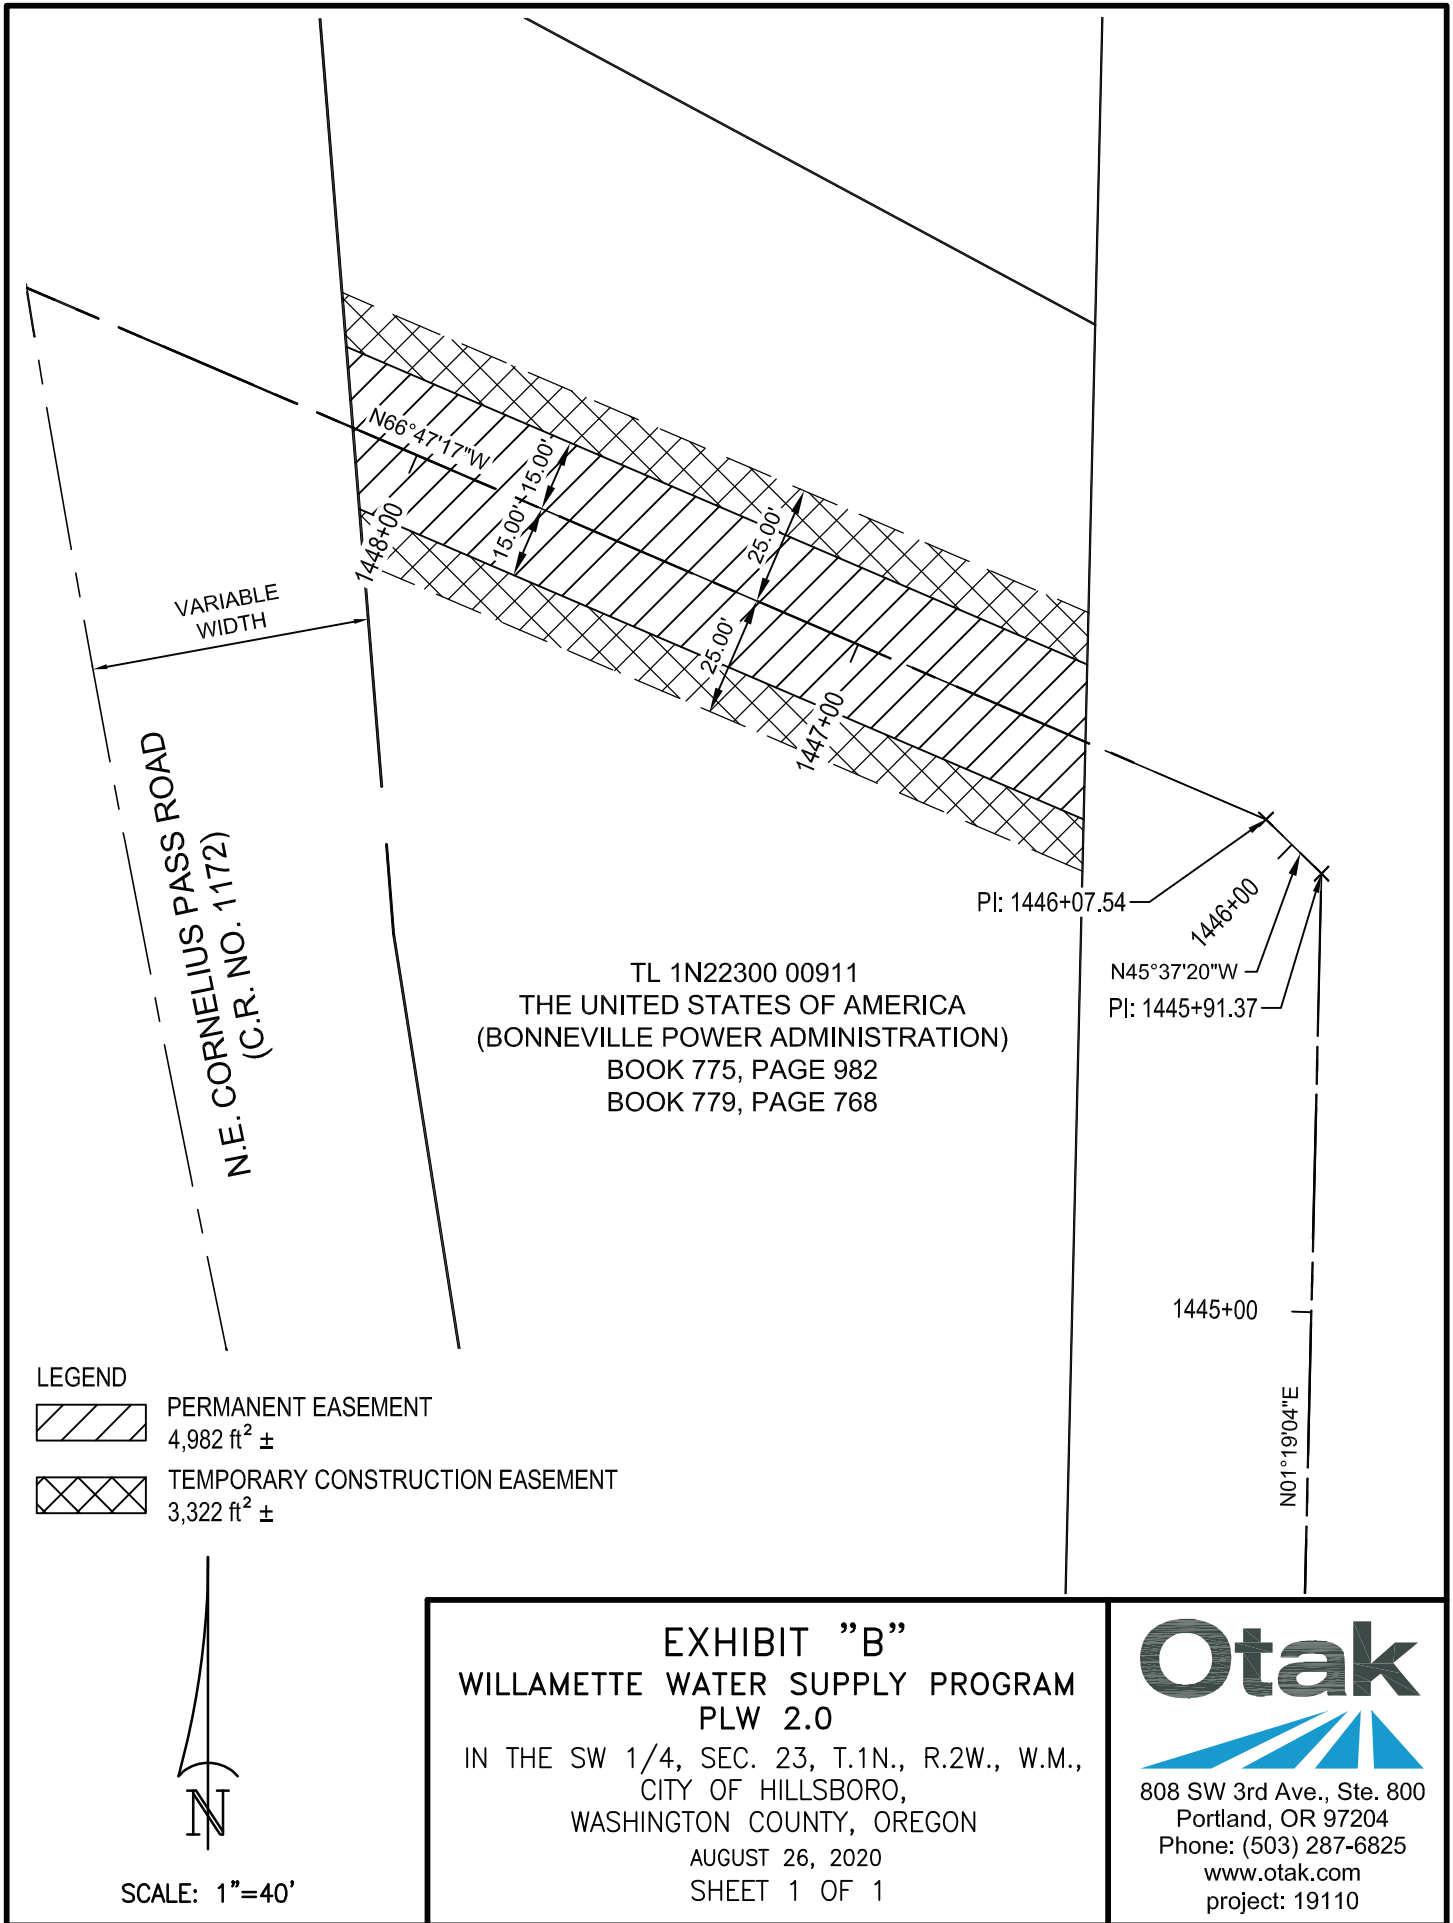 N66°47'17"W
15.00'
15.00'
1448+00
25.00'
25.00'
1447+00
VARIABLE
WIDTH
N.E. CORNELIUS PASS ROAD
(C.R. NO. 1172)
PI: 1446+07.54
1446+00
N45°37'20"W
PI: 1445+91.37
TL 1N22300 00911
THE UNITED STATES OF AMERICA
(BONNEVILLE POWER ADMINISTRATION)
BOOK 775, PAGE 982
BOOK 779, PAGE 768
1445+00
N01°19'04"E
LEGEND
PERMANENT EASEMENT
4,982 ft² ±
TEMPORARY CONSTRUCTION EASEMENT
3,322 ft² ±
N
SCALE: 1"=40'
EXHIBIT "B"
WILLAMETTE WATER SUPPLY PROGRAM
PLW 2.0
IN THE SW 1/4, SEC. 23, T.1N., R.2W., W.M.,
CITY OF HILLSBORO,
WASHINGTON COUNTY, OREGON
AUGUST 26, 2020
SHEET 1 OF 1
Otak
808 SW 3rd Ave., Ste. 800
Portland, OR 97204
Phone: (503) 287-6825
www.otak.com
project: 19110